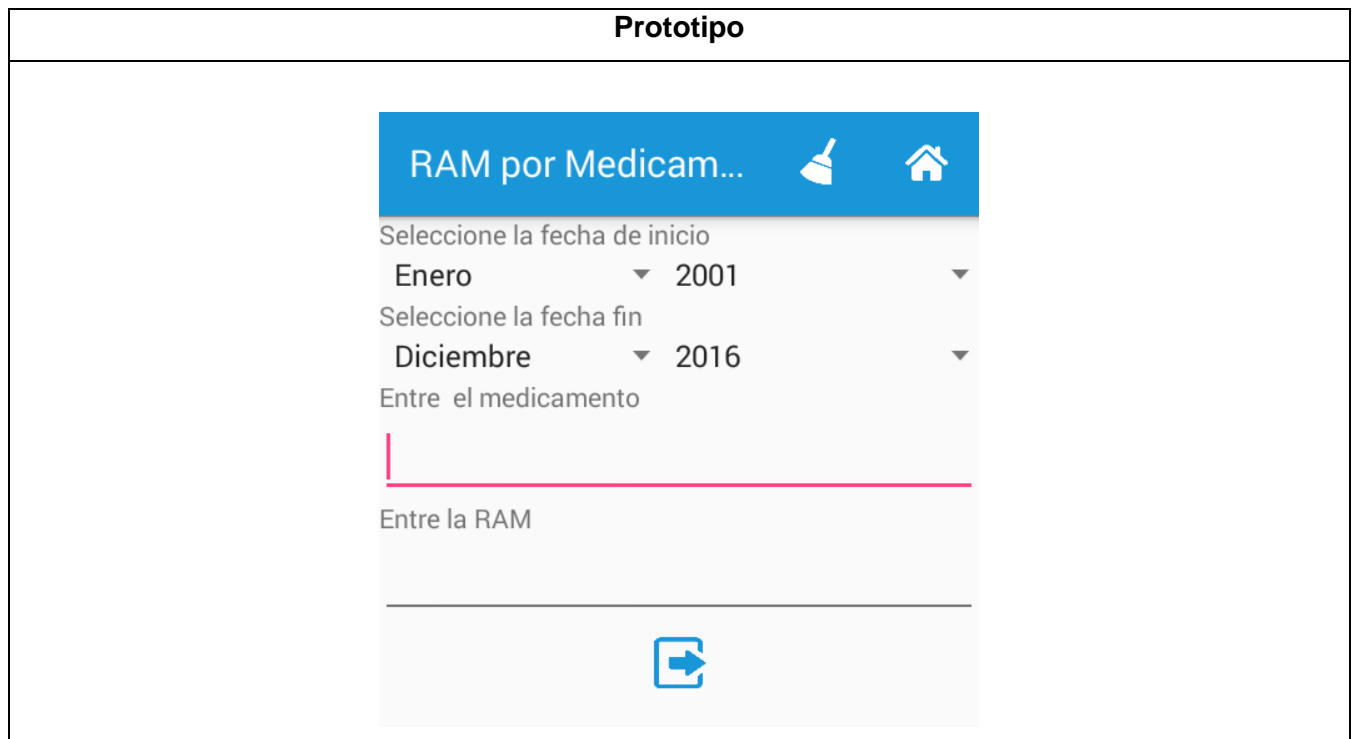 Prototipo
RAM por Medicam...
Seleccione la fecha de inicio
Enero 2001
Seleccione la fecha fin
Diciembre 2016
Entre el medicamento
Entre la RAM